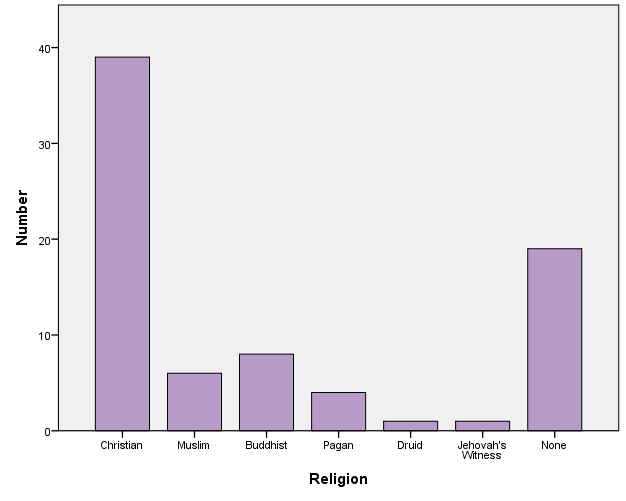 Number
40
30
20
10
0
Christian
Muslim
Buddhist
Pagan
Druid
Jehovah's
Witness
None
Religion